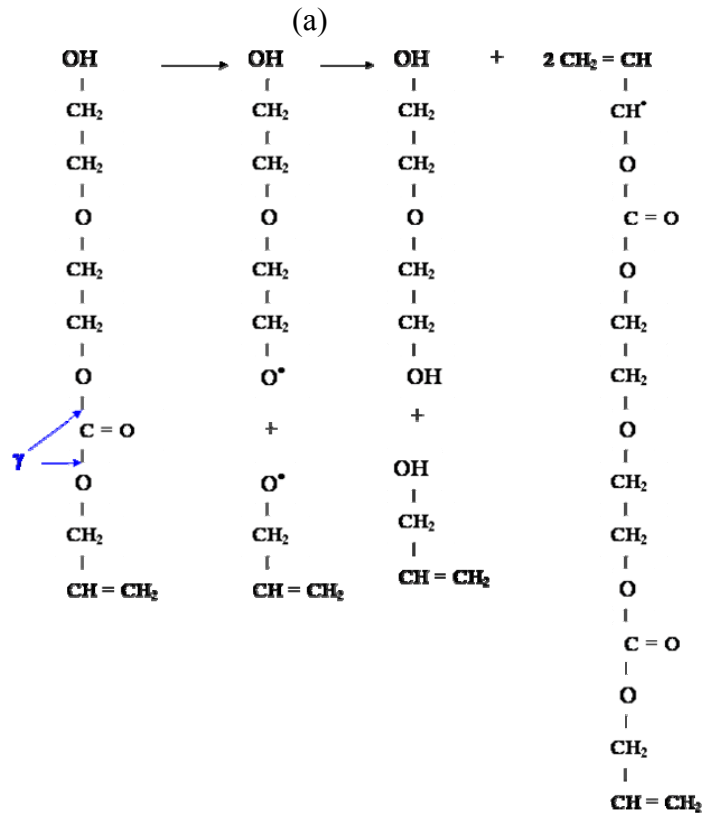 (a)
OH → OH → OH + 2 CH₂ = CH
CH₂ CH₂ CH₂ CH•
CH₂ CH₂ CH₂ O
O O O C = O
CH₂ CH₂ CH₂ O
CH₂ CH₂ CH₂ CH₂
O O• OH CH₂
C = O + + O
γ
O O• OH CH₂
CH₂ CH₂ CH₂ CH₂
CH = CH₂ CH = CH₂ CH = CH₂ O
C = O
O
CH₂
CH = CH₂